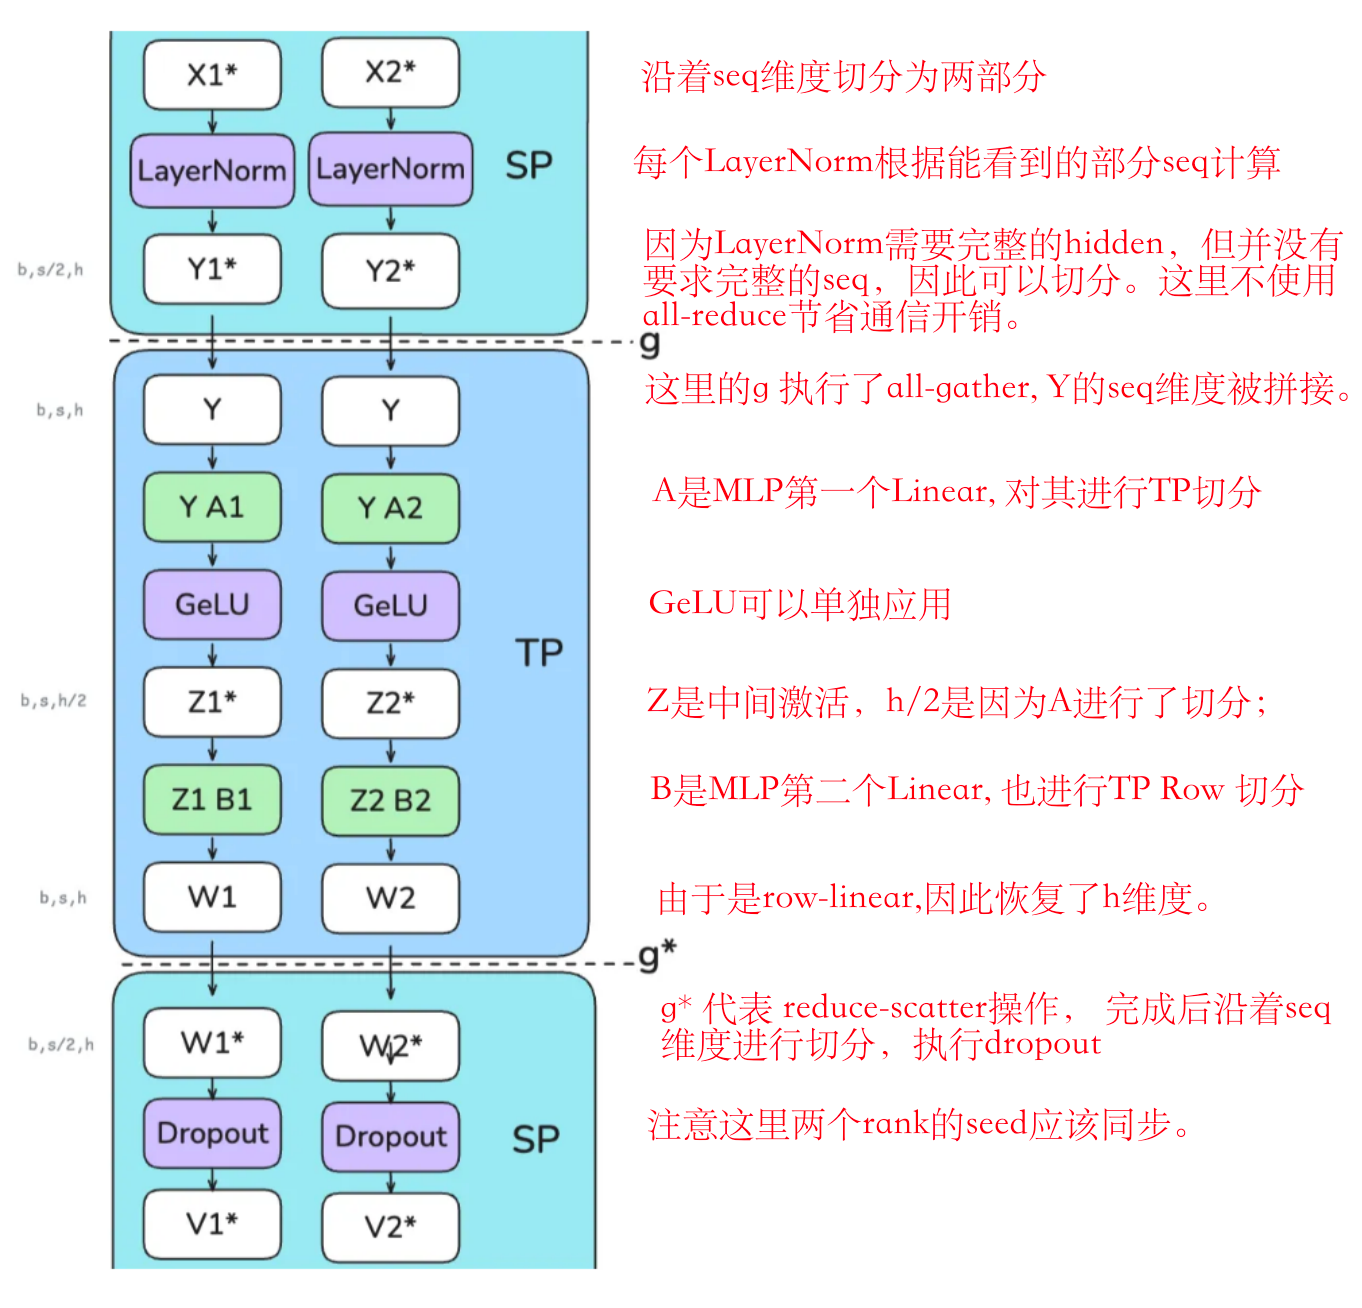 X1*
X2*
沿着seq维度切分为两部分
LayerNorm
LayerNorm
SP
每个LayerNorm根据能看到的部分seq计算
b,s/2,h
Y1*
Y2*
因为LayerNorm需要完整的hidden，但并没有
要求完整的seq，因此可以切分。这里不使用
all-reduce节省通信开销。
g
b,s,h
Y
Y
这里的g 执行了all-gather, Y的seq维度被拼接。
Y A1
Y A2
A是MLP第一个Linear, 对其进行TP切分
GeLU
GeLU
GeLU可以单独应用
TP
b,s,h/2
Z1*
Z2*
Z是中间激活，h/2是因为A进行了切分；
Z1 B1
Z2 B2
B是MLP第二个Linear, 也进行TP Row 切分
b,s,h
W1
W2
由于是row-linear,因此恢复了h维度。
g*
b,s/2,h
W1*
W2*
g* 代表 reduce-scatter操作， 完成后沿着seq
维度进行切分，执行dropout
Dropout
Dropout
SP
注意这里两个rank的seed应该同步。
V1*
V2*